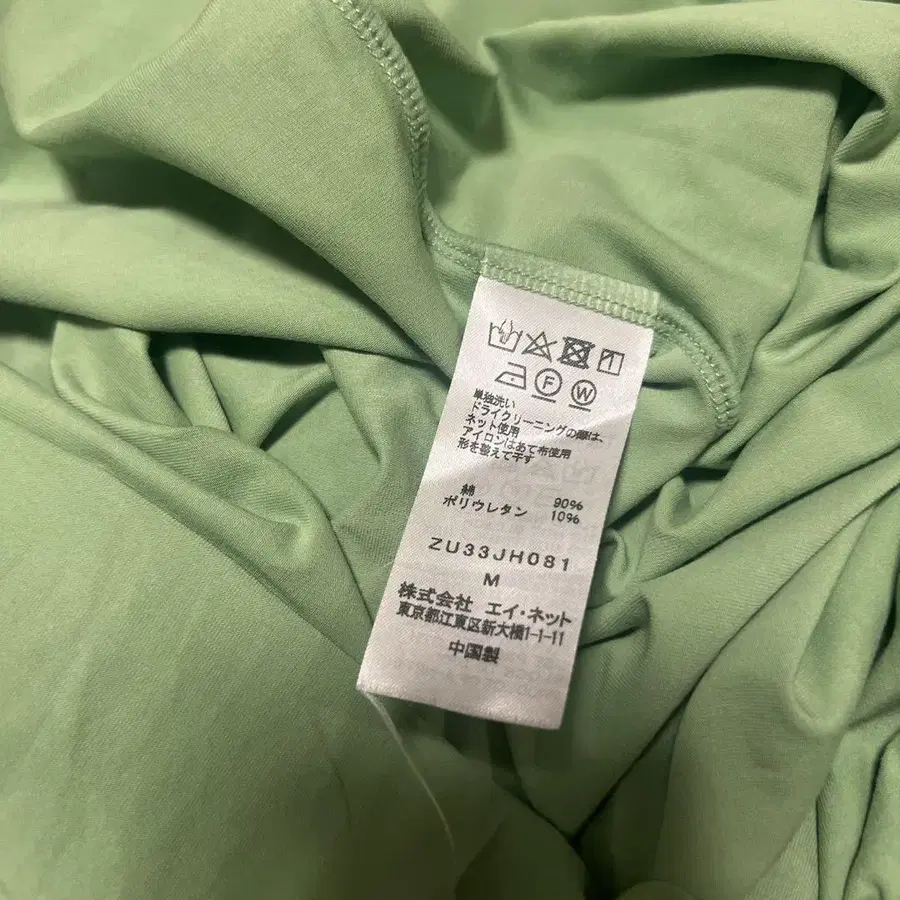 F W
単独洗い
ドライクリーニングの際は、
ネット使用
アイロンはあて布使用
形を整えて干す
綿 90%
ポリウレタン 10%
ZU33JH081
M
株式会社 エイ・ネット
東京都江東区新大橋1-1-11
中国製